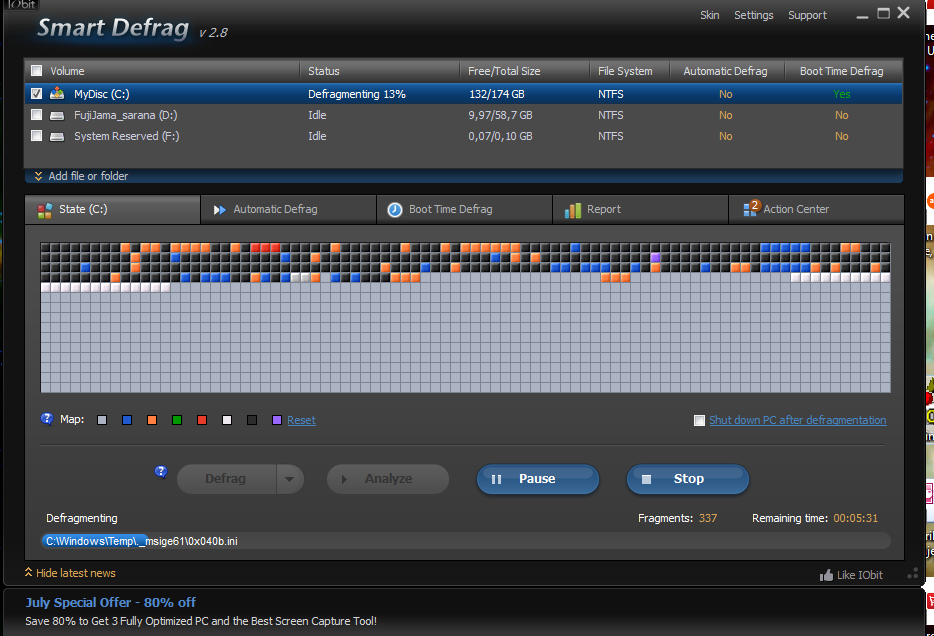 IObit
Smart Defrag v 2.8
Skin Settings Support
Volume Status Free/Total Size File System Automatic Defrag Boot Time Defrag
MyDisc (C:) Defragmenting 13% 132/174 GB NTFS No Yes
FujiJama_sarana (D:) Idle 9,97/58,7 GB NTFS No No
System Reserved (F:) Idle 0,07/0,10 GB NTFS No No
Add file or folder
State (C:) Automatic Defrag Boot Time Defrag Report 2 Action Center
Map: Reset Shut down PC after defragmentation
Defrag Analyze Pause Stop
Defragmenting Fragments: 337 Remaining time: 00:05:31
C:\Windows\Temp\._msige61\0x040b.ini
Hide latest news Like IObit
July Special Offer - 80% off
Save 80% to Get 3 Fully Optimized PC and the Best Screen Capture Tool!